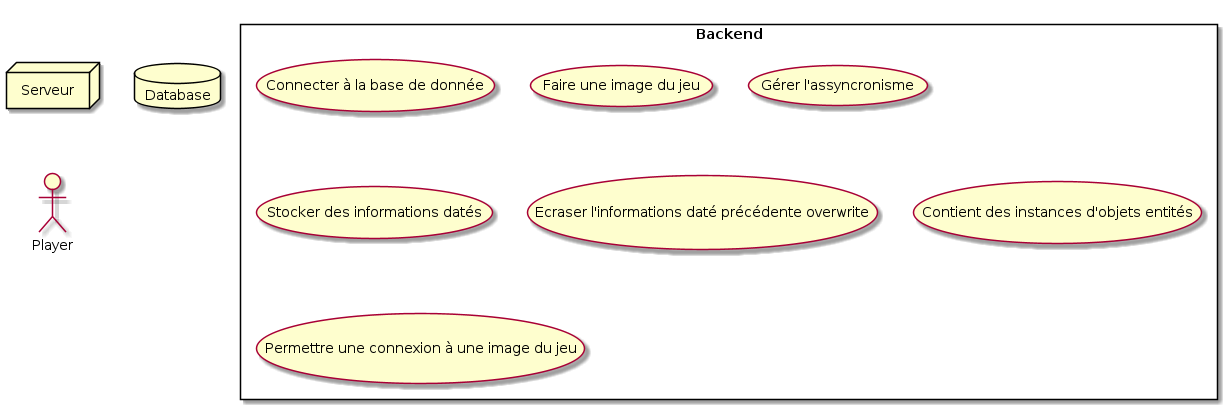 Backend
Serveur
Database
Connecter à la base de donnée
Faire une image du jeu
Gérer l'assyncronisme
Player
Stocker des informations datés
Ecraser l'informations daté précédente overwrite
Contient des instances d'objets entités
Permettre une connexion à une image du jeu